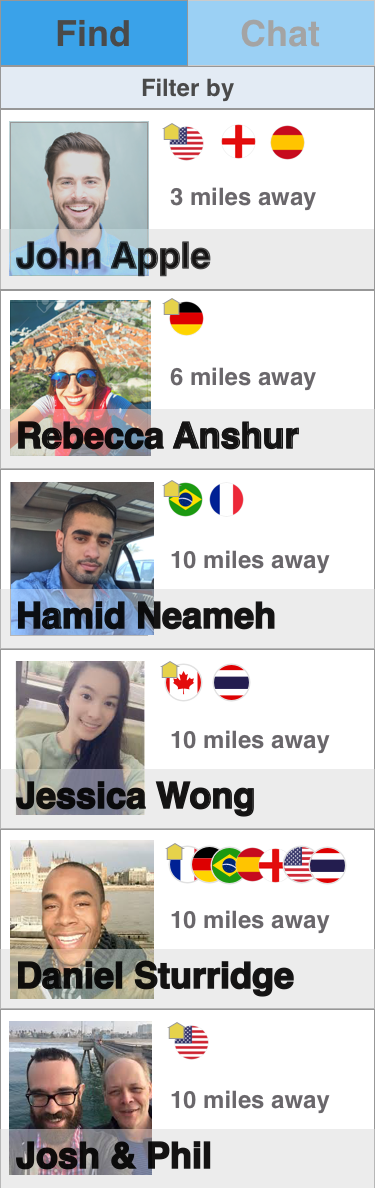 Find Chat
Filter by
3 miles away
John Apple
6 miles away
Rebecca Anshur
10 miles away
Hamid Neameh
10 miles away
Jessica Wong
10 miles away
Daniel Sturridge
10 miles away
Josh & Phil